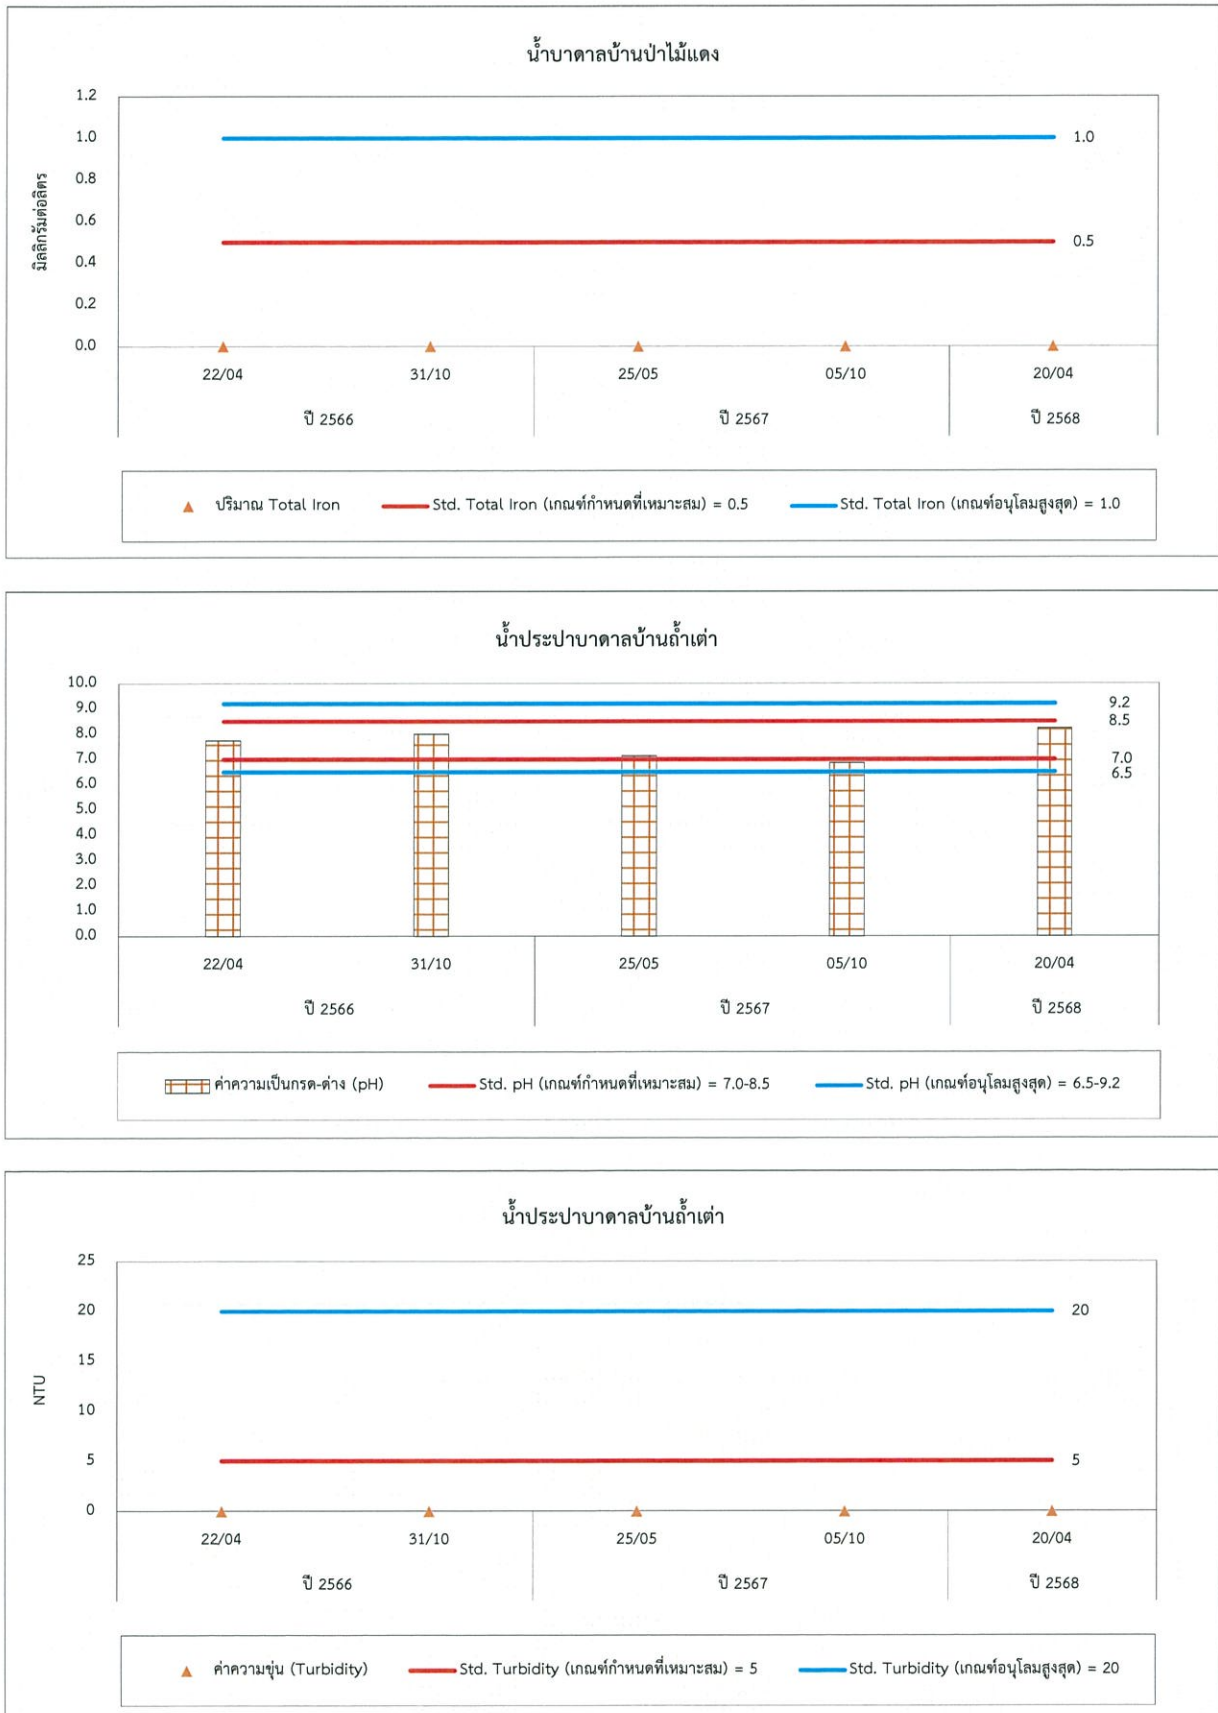 น้ำบาดาลบ้านป่าไม้แดง
มิลลิกรัมต่อลิตร
1.2
1.0
0.8
0.6
0.4
0.2
0.0
1.0
0.5
22/04 31/10 25/05 05/10 20/04
ปี 2566 ปี 2567 ปี 2568
ปริมาณ Total Iron Std. Total Iron (เกณฑ์กำหนดที่เหมาะสม) = 0.5 Std. Total Iron (เกณฑ์อนุโลมสูงสุด) = 1.0
น้ำประปาบาดาลบ้านถ้ำเต่า
10.0
9.0
8.0
7.0
6.0
5.0
4.0
3.0
2.0
1.0
0.0
9.2
8.5
7.0
6.5
22/04 31/10 25/05 05/10 20/04
ปี 2566 ปี 2567 ปี 2568
ค่าความเป็นกรด-ด่าง (pH) Std. pH (เกณฑ์กำหนดที่เหมาะสม) = 7.0-8.5 Std. pH (เกณฑ์อนุโลมสูงสุด) = 6.5-9.2
น้ำประปาบาดาลบ้านถ้ำเต่า
NTU
25
20
15
10
5
0
20
5
22/04 31/10 25/05 05/10 20/04
ปี 2566 ปี 2567 ปี 2568
ค่าความขุ่น (Turbidity) Std. Turbidity (เกณฑ์กำหนดที่เหมาะสม) = 5 Std. Turbidity (เกณฑ์อนุโลมสูงสุด) = 20